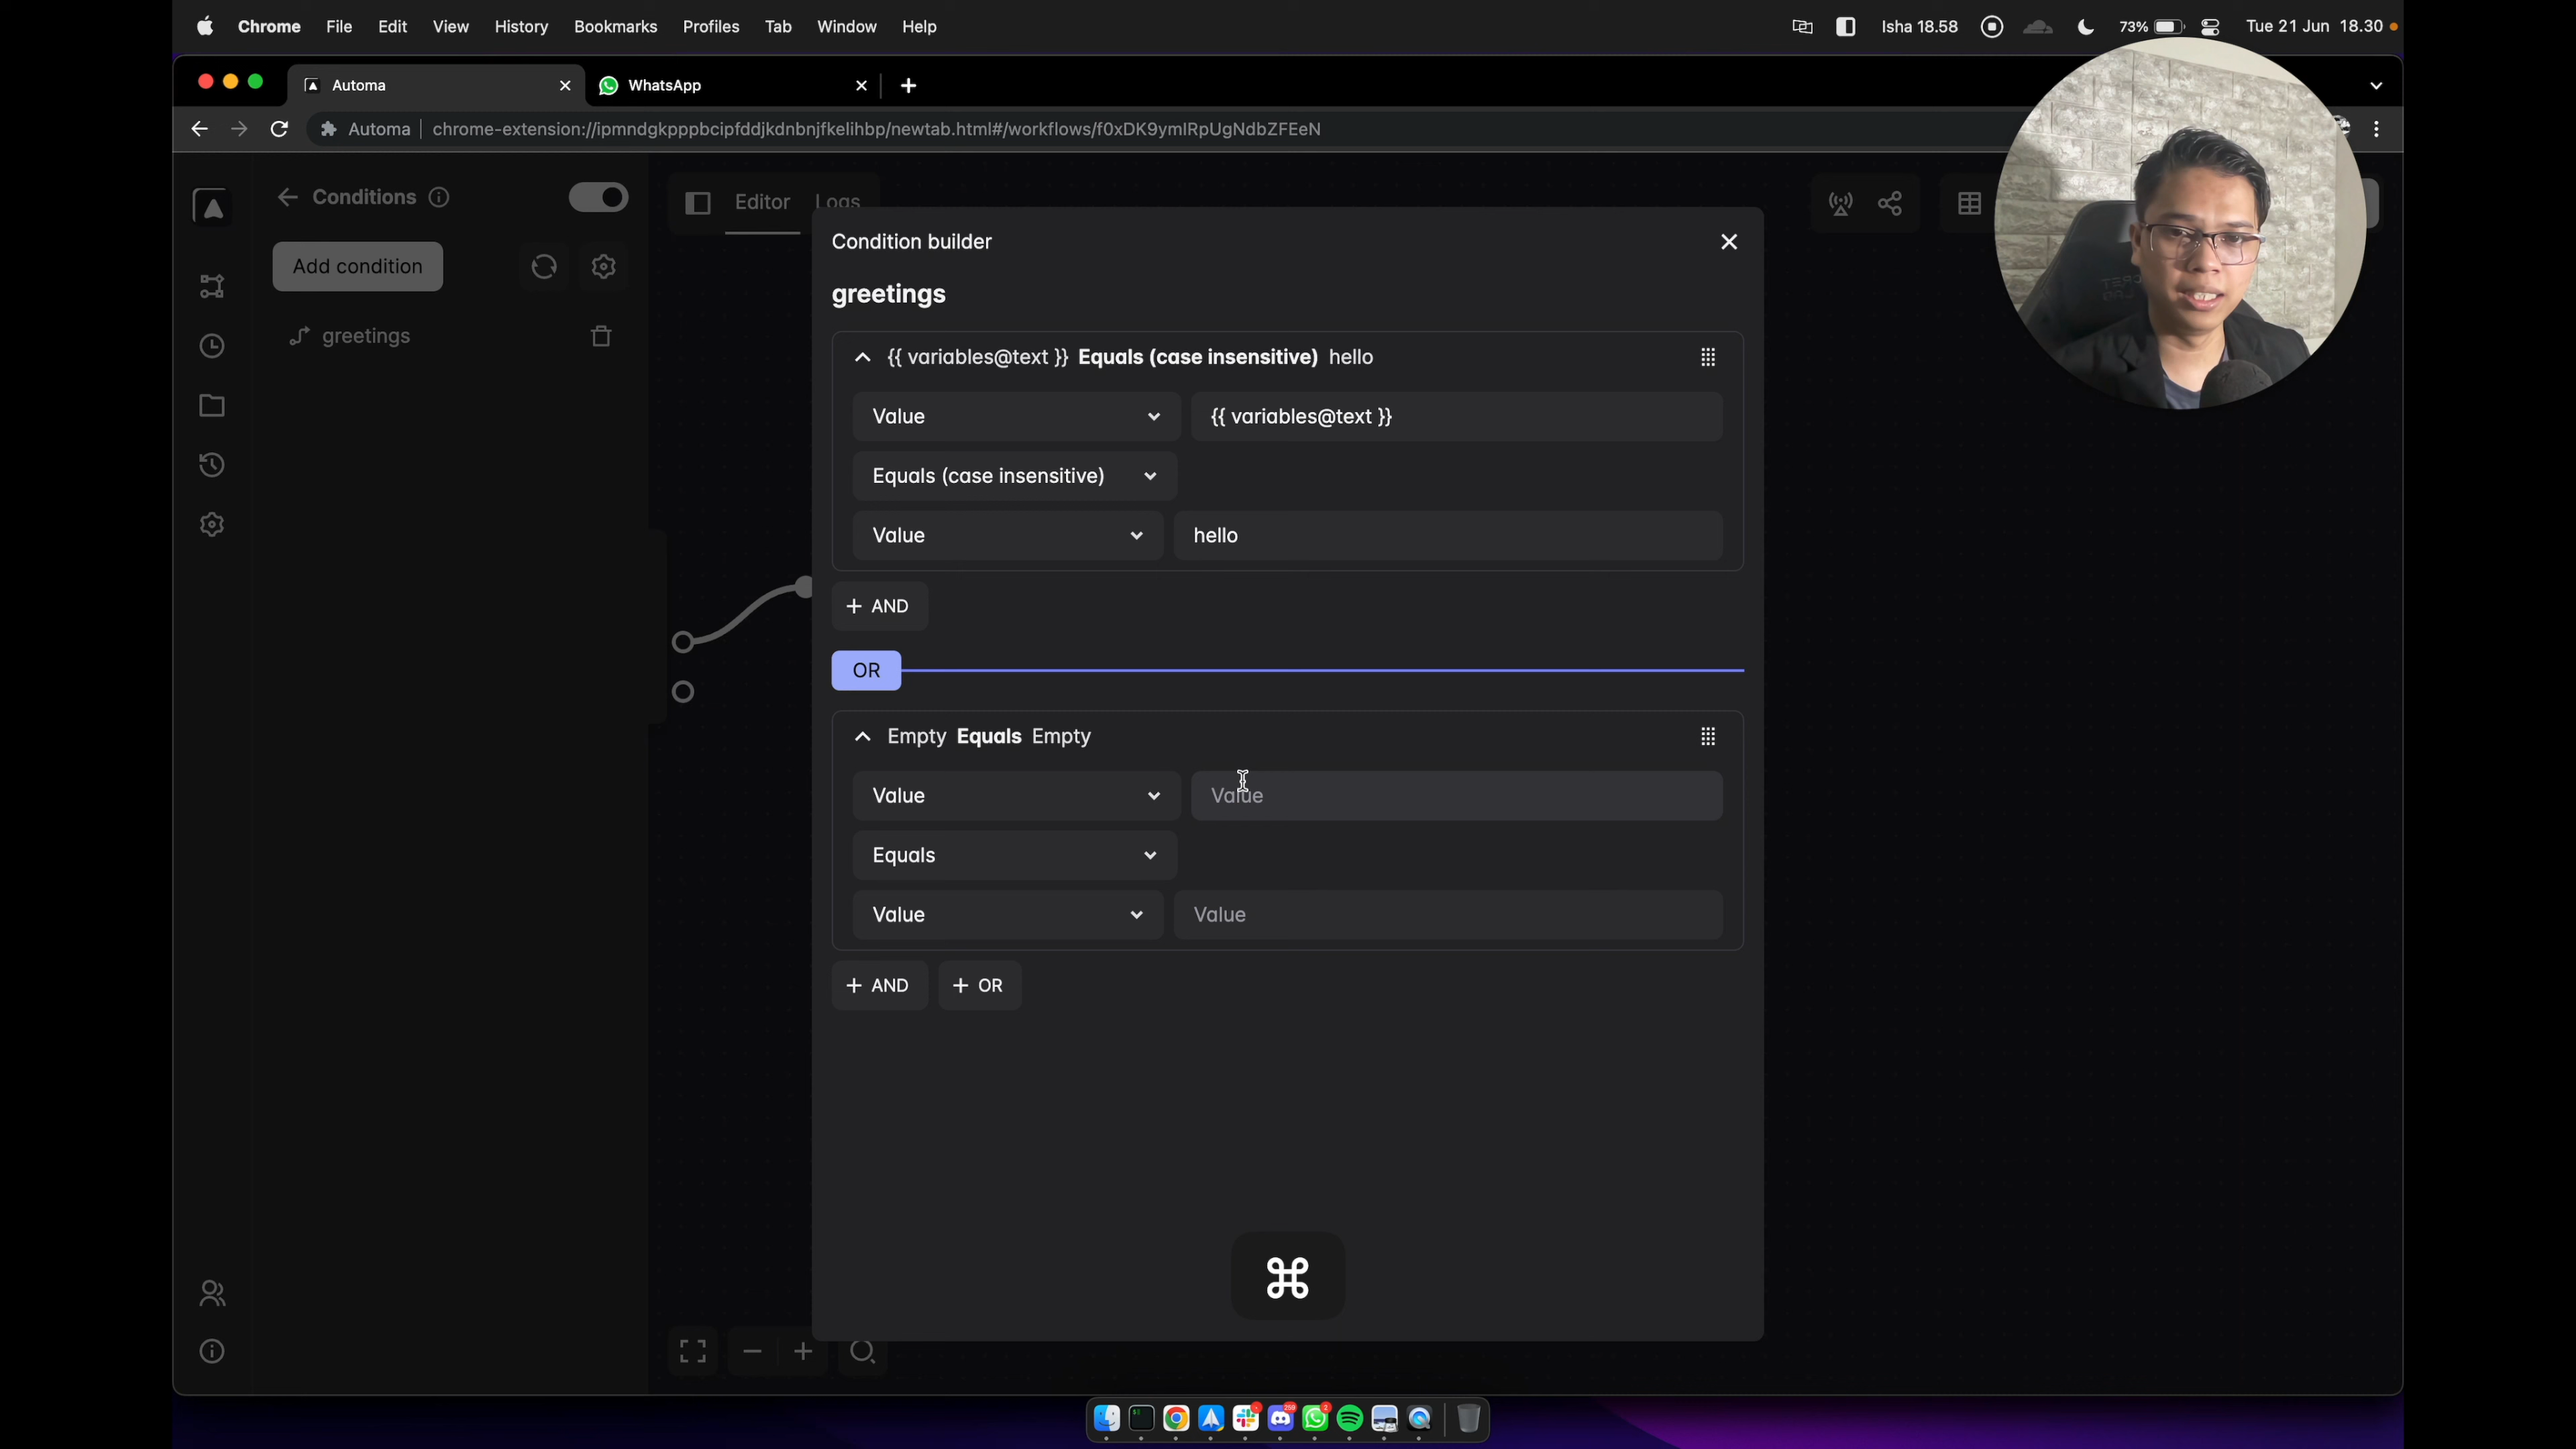 Chrome File Edit View History Bookmarks Profiles Tab Window Help Isha 18.58 73% Tue 21 Jun 18.30
Automa WhatsApp
Automa chrome-extension://ipmndgkpppbcipfddjkdnbnjfkelihbp/newtab.html#/workflows/f0xDK9ymIRpUgNdbZFEeN
Conditions
Editor Logs
Add condition
greetings
Condition builder
greetings
{{ variables@text }} Equals (case insensitive) hello
Value {{ variables@text }}
Equals (case insensitive)
Value hello
+ AND
OR
Empty Equals Empty
Value Value
Equals
Value Value
+ AND + OR
⌘